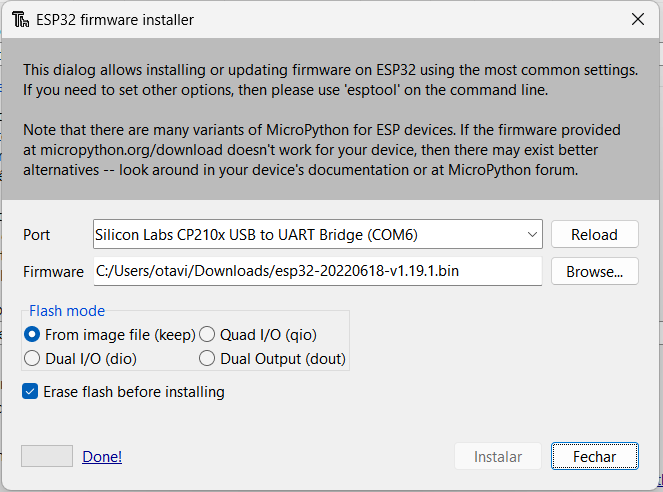 ESP32 firmware installer
This dialog allows installing or updating firmware on ESP32 using the most common settings.
If you need to set other options, then please use 'esptool' on the command line.
Note that there are many variants of MicroPython for ESP devices. If the firmware provided
at micropython.org/download doesn't work for your device, then there may exist better
alternatives -- look around in your device's documentation or at MicroPython forum.
Port
Silicon Labs CP210x USB to UART Bridge (COM6)
Reload
Firmware
C:/Users/otavi/Downloads/esp32-20220618-v1.19.1.bin
Browse...
Flash mode
From image file (keep)
Quad I/O (qio)
Dual I/O (dio)
Dual Output (dout)
Erase flash before installing
Done!
Instalar
Fechar